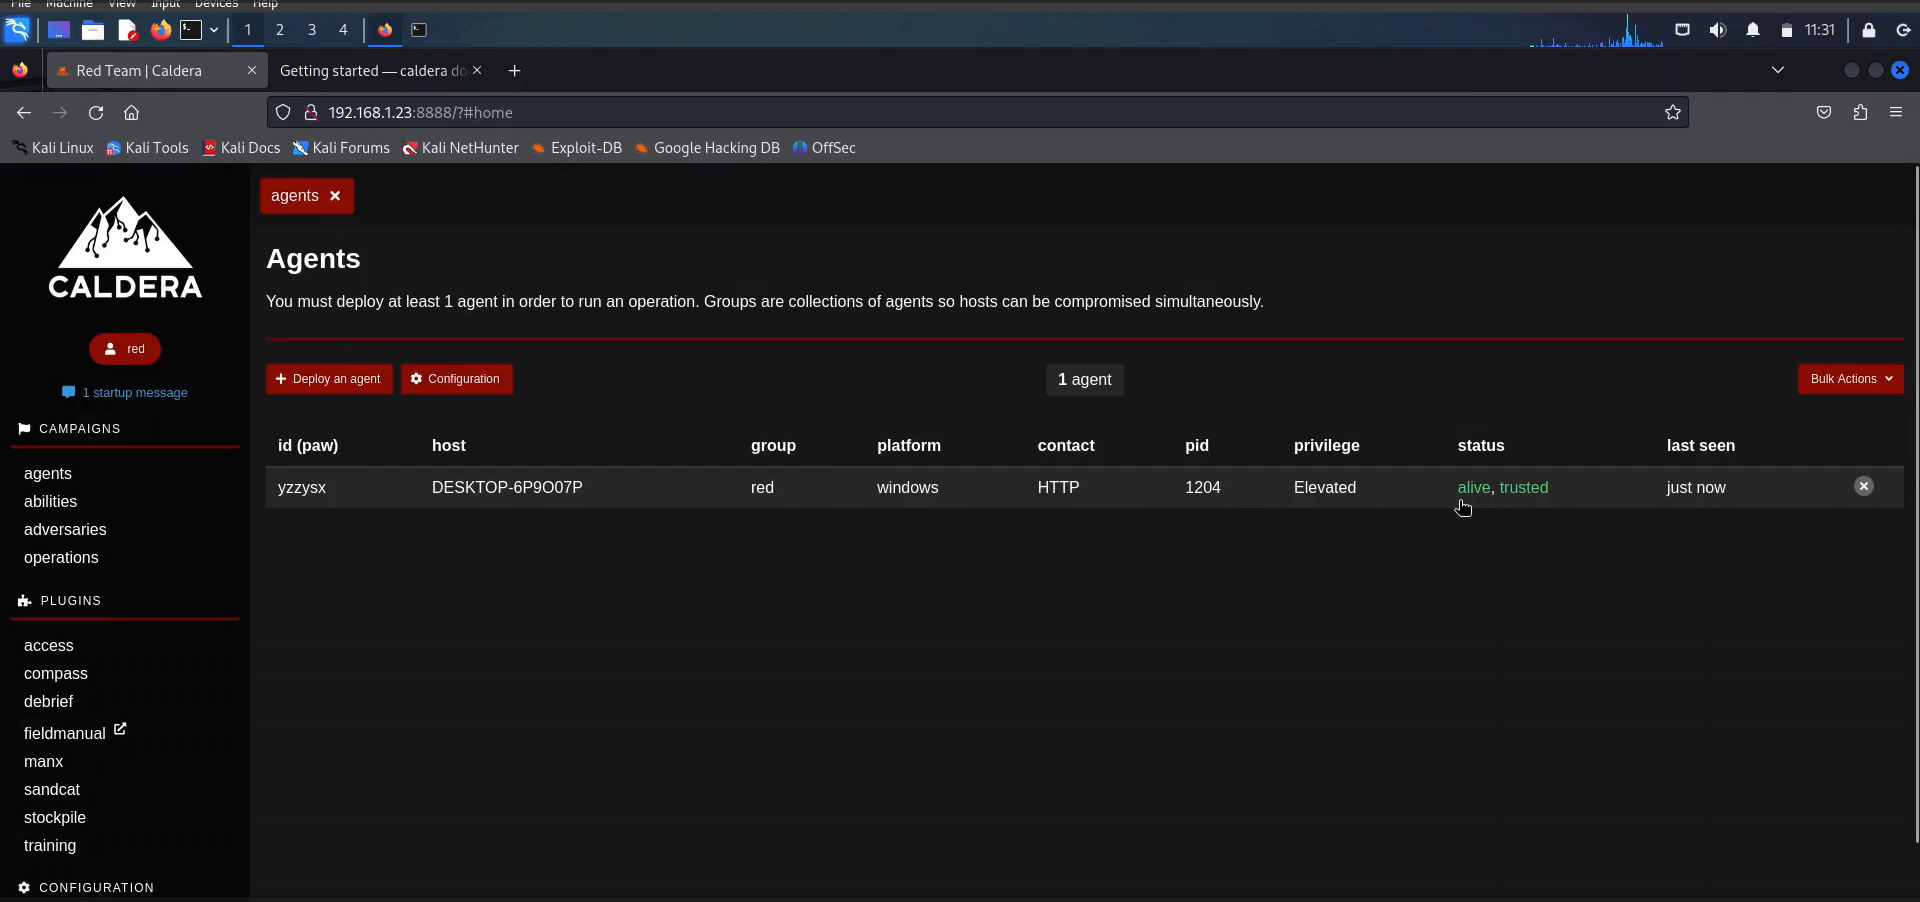 File Machine View Input Devices Help
1 2 3 4 11:31
Red Team | Caldera Getting started — caldera do
192.168.1.23:8888/?#home
Kali Linux Kali Tools Kali Docs Kali Forums Kali NetHunter Exploit-DB Google Hacking DB OffSec
agents
CALDERA
Agents
You must deploy at least 1 agent in order to run an operation. Groups are collections of agents so hosts can be compromised simultaneously.
red
1 startup message
Deploy an agent Configuration 1 agent Bulk Actions
id (paw) host group platform contact pid privilege status last seen
yzzysx DESKTOP-6P9O07P red windows HTTP 1204 Elevated alive, trusted just now
CAMPAIGNS
agents
abilities
adversaries
operations
PLUGINS
access
compass
debrief
fieldmanual
manx
sandcat
stockpile
training
CONFIGURATION